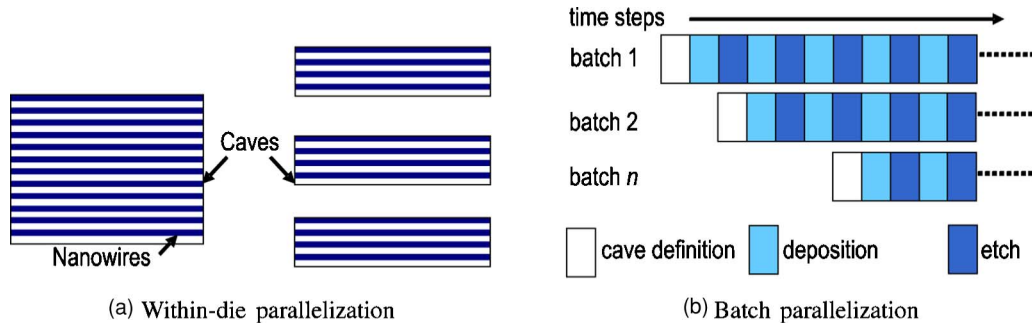 Caves
Nanowires
(a) Within-die parallelization
time steps
batch 1
batch 2
batch n
cave definition
deposition
etch
(b) Batch parallelization